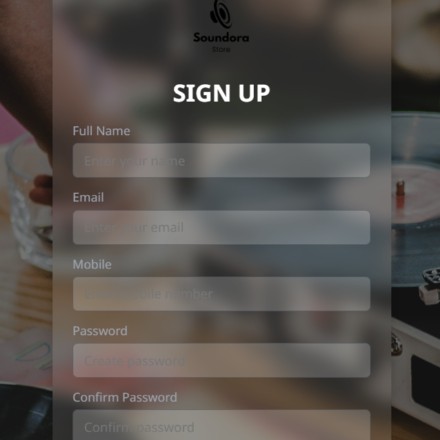 Soundora
Store
SIGN UP
Full Name
Enter your name
Email
Enter your email
Mobile
number
Password
Create password
Confirm Password
Confirm password